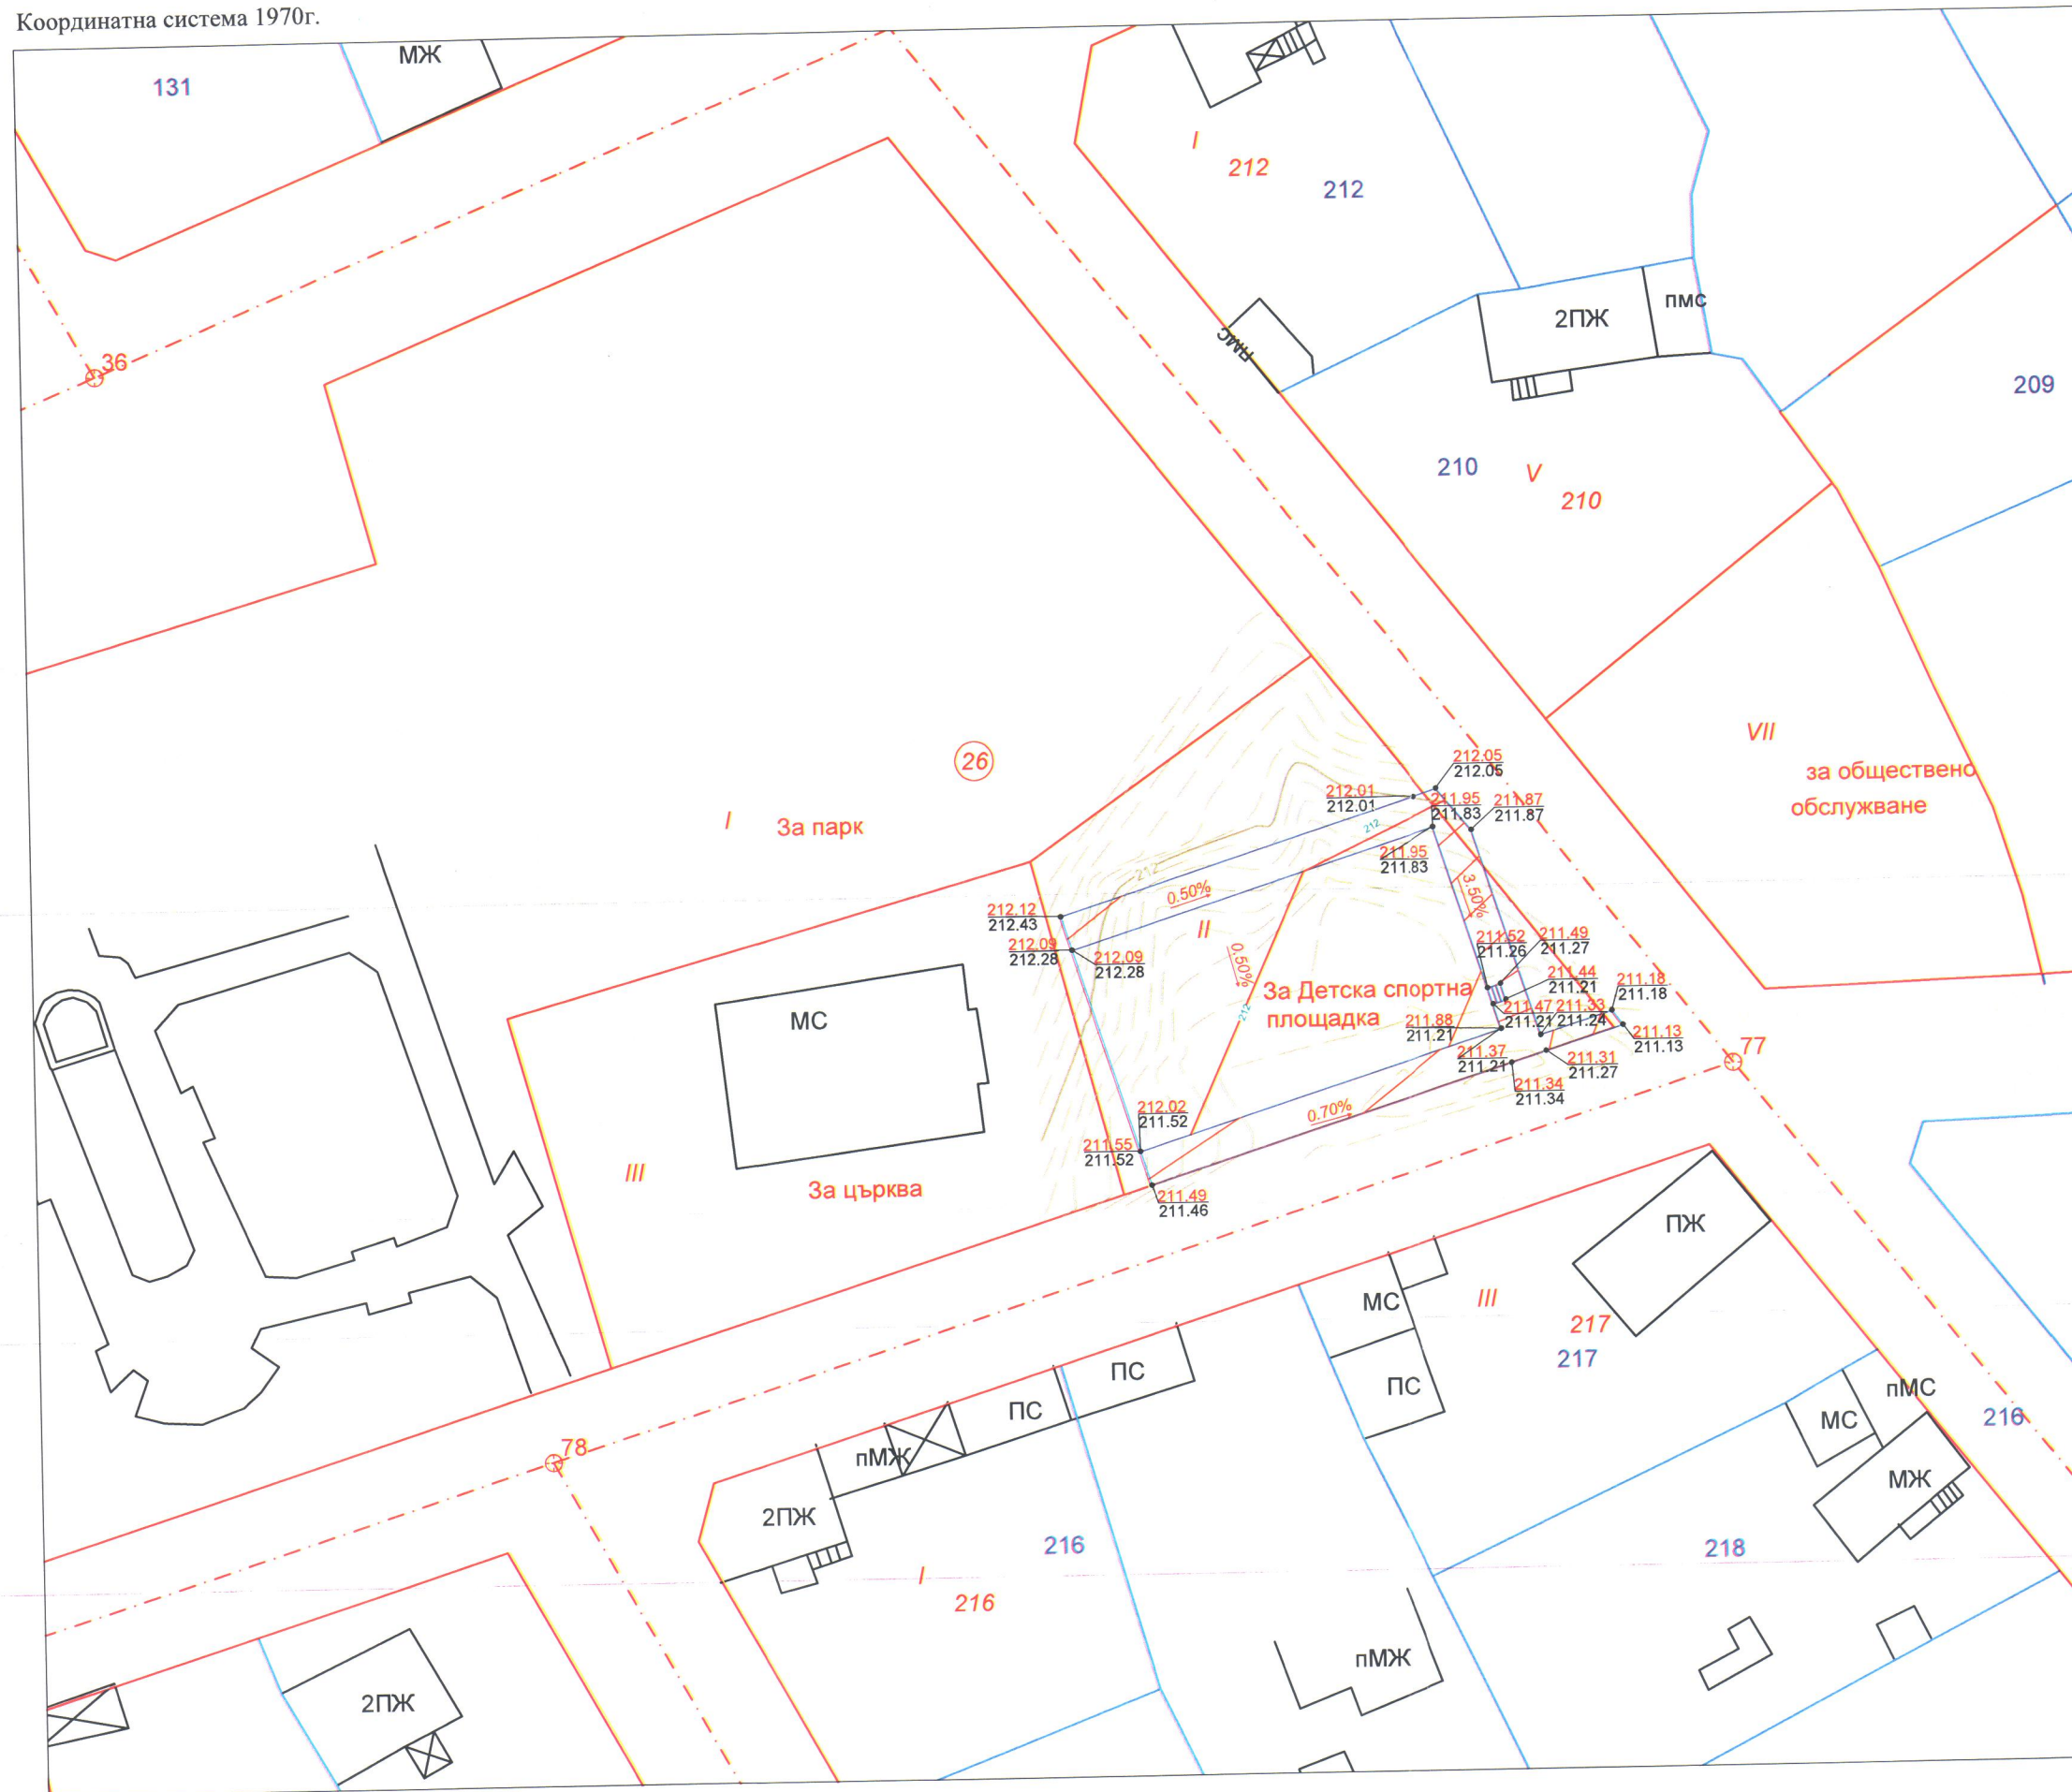 Координатна система 1970г.
131
МЖ
I
212
212
36
пмс
2ПЖ
пмс
209
210
V
210
VII
за обществено
обслужване
26
I
За парк
212.05
212.05
212.01
212.01
211.95
211.83
211.87
211.87
212
211.95
211.83
212
0.50%
3.50%
212.12
212.43
II
212.09
212.28
212.09
212.28
0.50%
211.52
211.26
211.49
211.27
211.44
211.21
211.18
211.18
За Детска спортна
площадка
212
211.88
211.21
211.47
211.21
211.33
211.24
211.13
211.13
МС
211.37
211.21
211.31
211.27
77
211.34
211.34
212.02
211.52
0.70%
211.55
211.52
III
За църква
211.49
211.46
ПЖ
МС
III
217
217
ПС
ПС
ПС
пМС
МС
216
78
пМЖ
МЖ
2ПЖ
216
218
I
216
пМЖ
2ПЖ